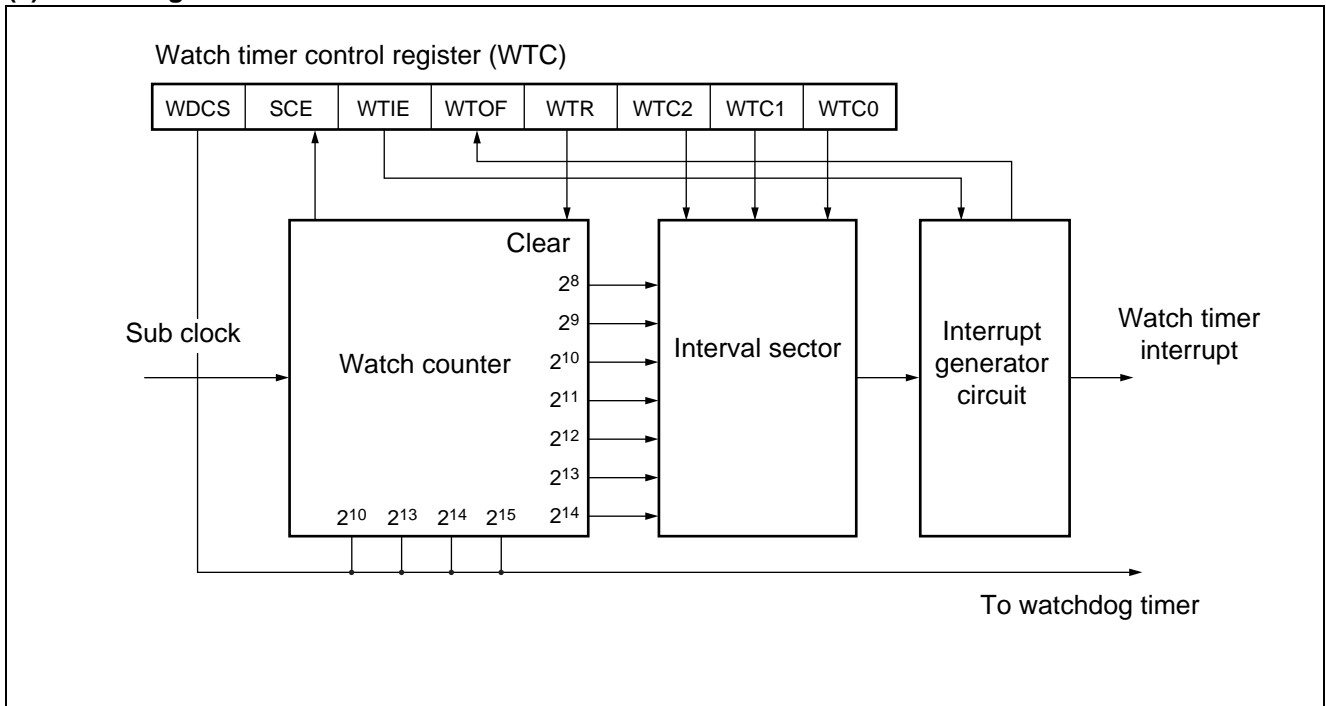 Watch timer control register (WTC)
WDCS SCE WTIE WTOF WTR WTC2 WTC1 WTC0
Clear
2⁸
2⁹
2¹⁰
2¹¹
2¹²
2¹³
2¹⁴
Sub clock
Watch counter
2¹⁰ 2¹³ 2¹⁴ 2¹⁵
Interval sector
Interrupt
generator
circuit
Watch timer
interrupt
To watchdog timer